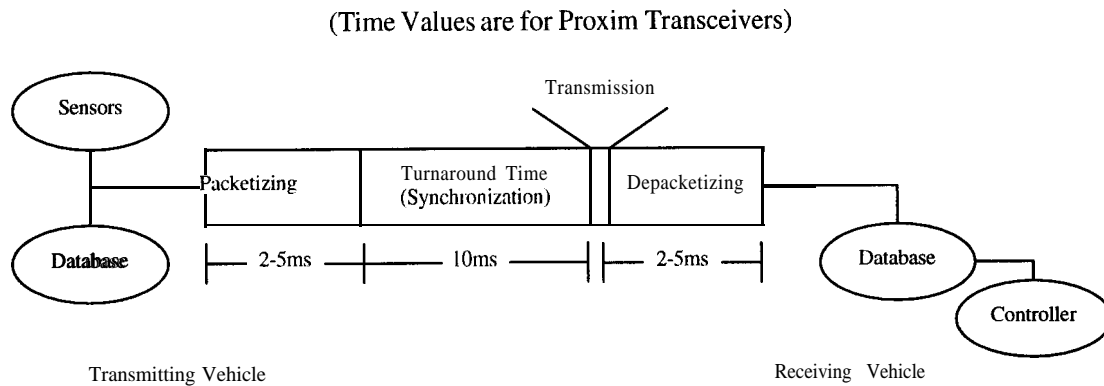 (Time Values are for Proxim Transceivers)
Transmission
Sensors
Packetizing
Turnaround Time
(Synchronization)
Depacketizing
Database
2-5ms
10ms
2-5ms
Database
Controller
Transmitting Vehicle
Receiving Vehicle